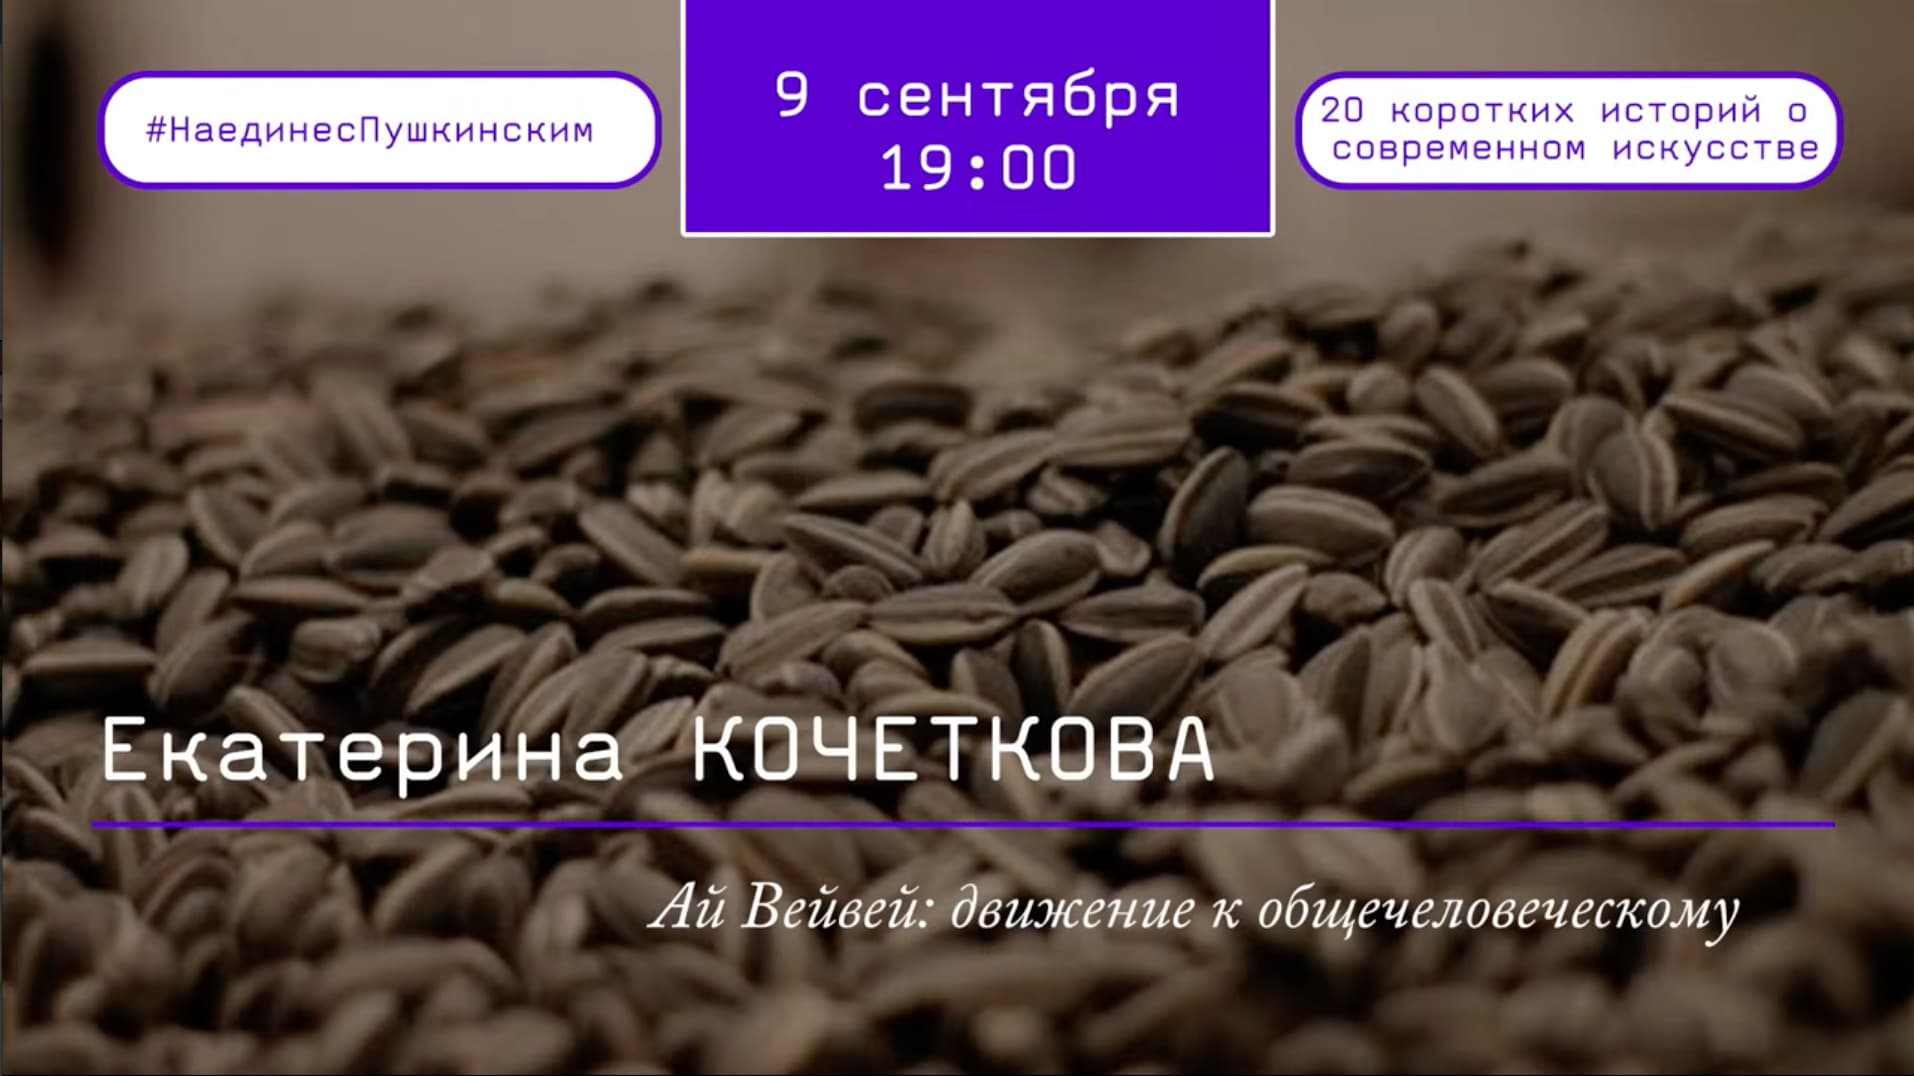 #НаединесПушкинским
9 сентября
19:00
20 коротких историй о
современном искусстве
Екатерина КОЧЕТКОВА
Ай Вейвей: движение к общечеловеческому